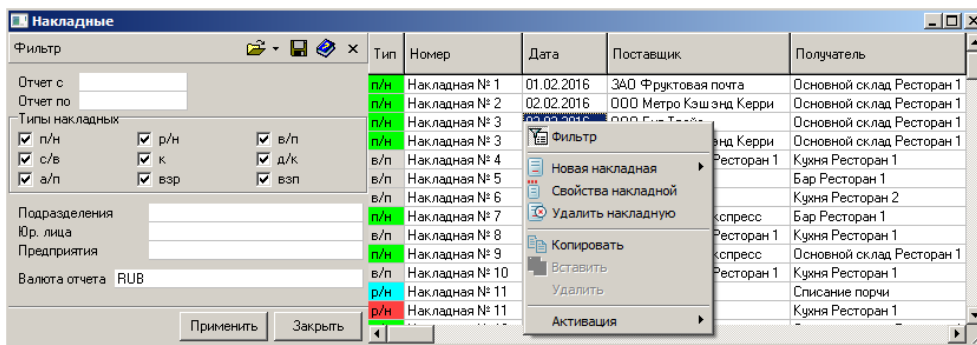 Накладные
Фильтр
Отчет с
Отчет по
Типы накладных
п/н р/н в/п
с/в к д/к
а/п взр взп
Подразделения
Юр. лица
Предприятия
Валюта отчета RUB
Применить Закрыть
Тип Номер Дата Поставщик Получатель
п/н Накладная № 1 01.02.2016 ЗАО Фруктовая почта Основной склад Ресторан 1
п/н Накладная № 2 02.02.2016 ООО Метро Кэш энд Керри Основной склад Ресторан 1
п/н Накладная № 3 Основной склад Ресторан 1
п/н Накладная № 3 энд Керри Основной склад Ресторан 1
в/п Накладная № 4 Ресторан 1 Кухня Ресторан 1
в/п Накладная № 5 Бар Ресторан 1
в/п Накладная № 6 Кухня Ресторан 2
п/н Накладная № 7 кспресс Бар Ресторан 1
в/п Накладная № 8 Ресторан 1 Кухня Ресторан 1
п/н Накладная № 9 кспресс Основной склад Ресторан 1
в/п Накладная № 10 Ресторан 1 Кухня Ресторан 1
р/н Накладная № 11 Списание порчи
р/н Накладная № 11 Кухня Ресторан 1
Фильтр
Новая накладная
Свойства накладной
Удалить накладную
Копировать
Вставить
Удалить
Активация